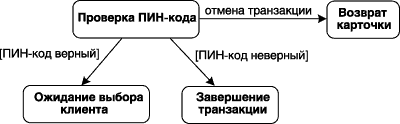 Проверка ПИН-кода
отмена транзакции
Возврат
карточки
[ПИН-код верный]
[ПИН-код неверный]
Ожидание выбора
клиента
Завершение
транзакции